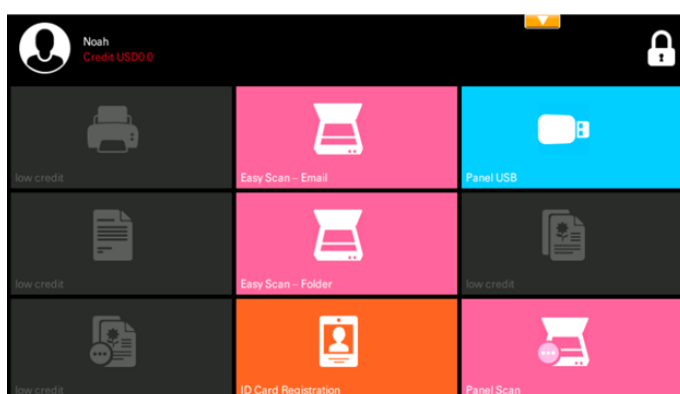 Noah
Credit USD0.0
low credit
Easy Scan – Email
Panel USB
low credit
Easy Scan – Folder
low credit
low credit
ID Card Registration
Panel Scan